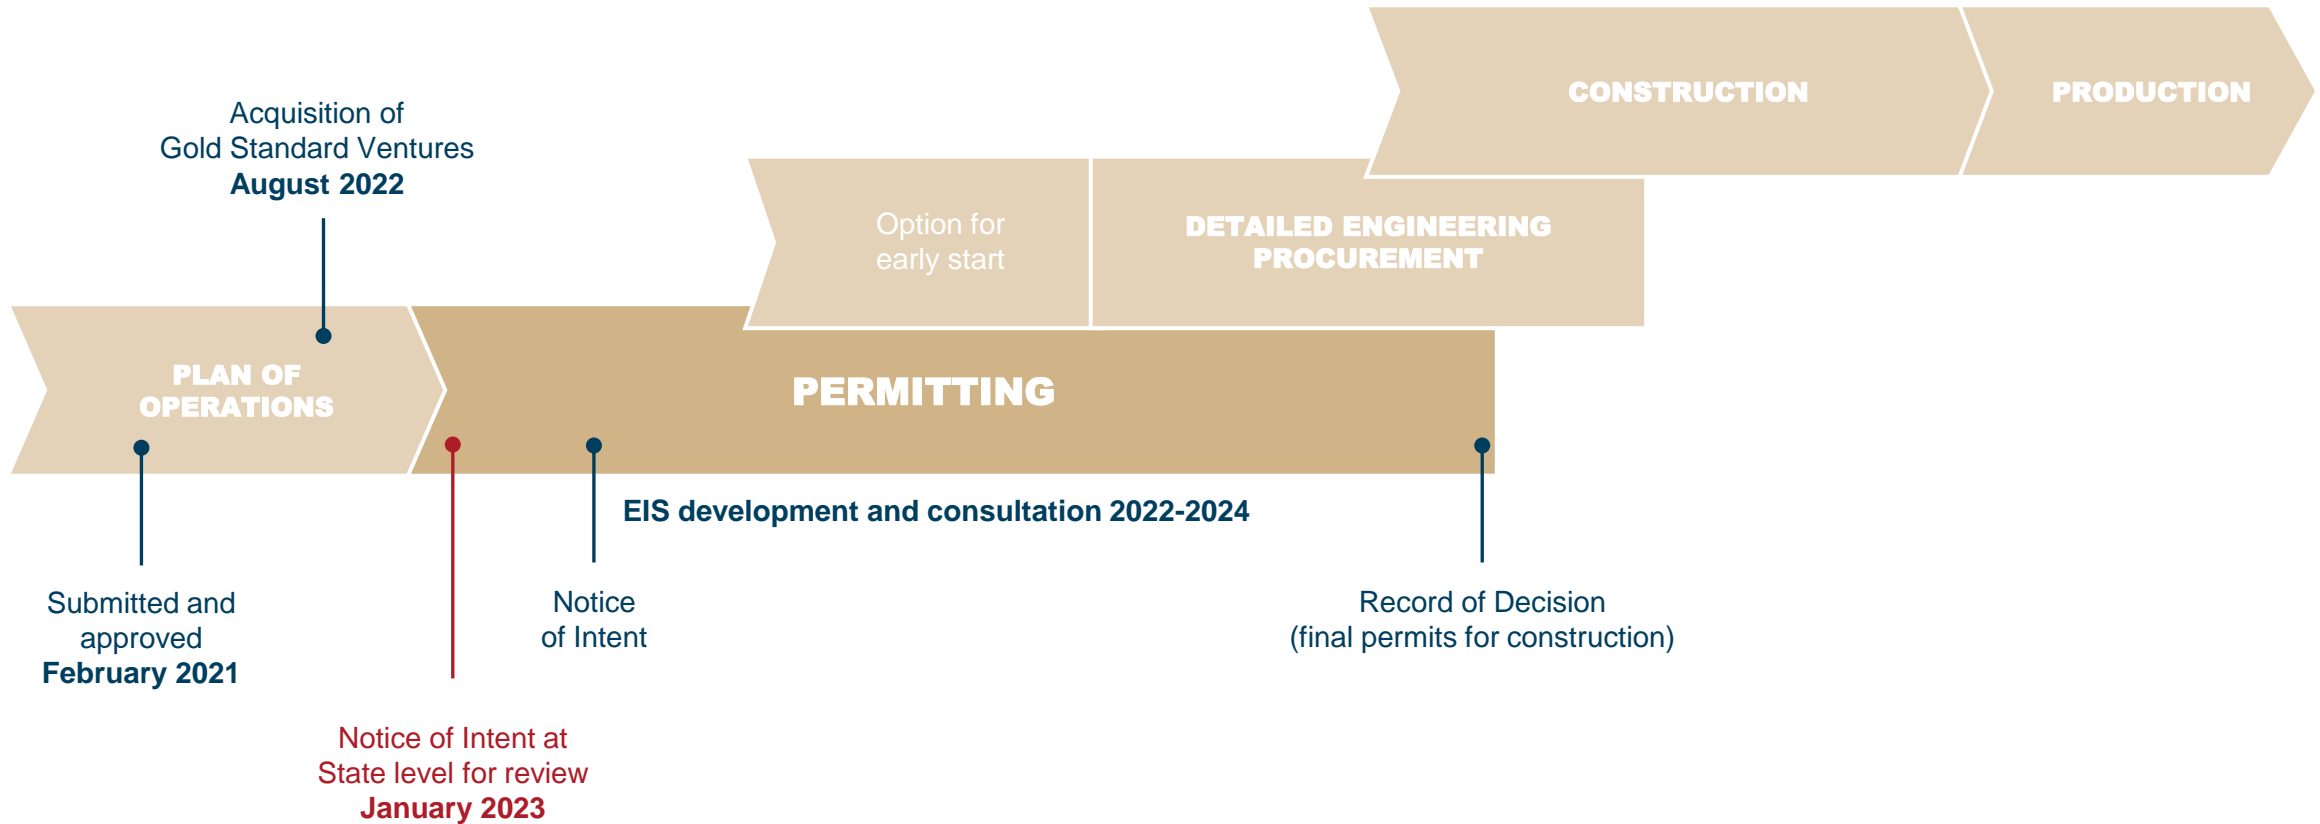 CONSTRUCTION
PRODUCTION
Acquisition of
Gold Standard Ventures
August 2022
Option for
early start
DETAILED ENGINEERING
PROCUREMENT
PLAN OF
OPERATIONS
PERMITTING
EIS development and consultation 2022-2024
Submitted and
approved
February 2021
Notice
of Intent
Record of Decision
(final permits for construction)
Notice of Intent at
State level for review
January 2023